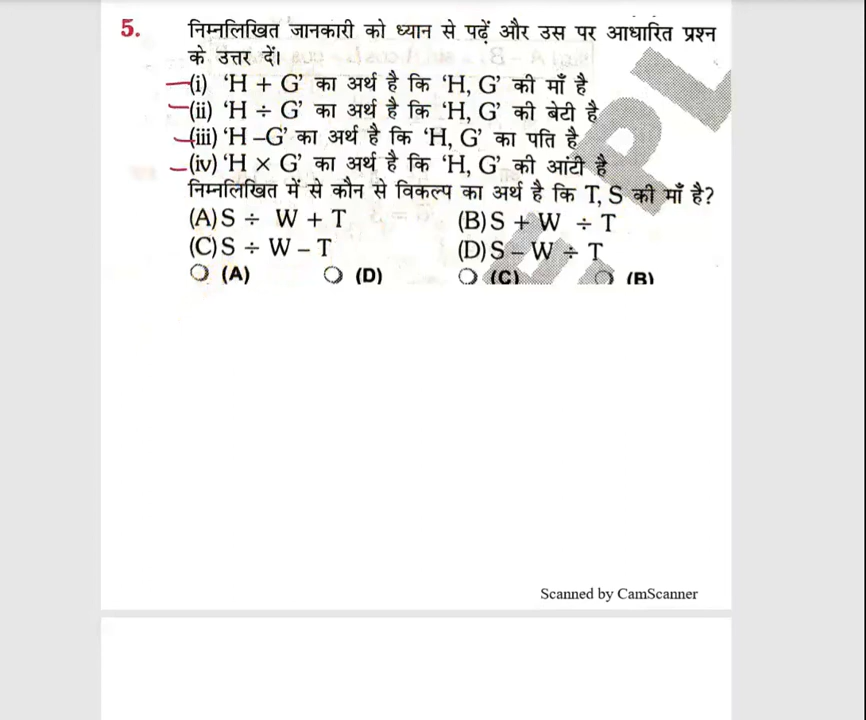 5. निम्नलिखित जानकारी को ध्यान से पढ़ें और उस पर आधारित प्रश्न
के उत्तर दें।
(i) ‘H + G’ का अर्थ है कि ‘H, G’ की माँ है
(ii) ‘H ÷ G’ का अर्थ है कि ‘H, G’ की बेटी है
(iii) ‘H –G’ का अर्थ है कि ‘H, G’ का पति है
(iv) ‘H × G’ का अर्थ है कि ‘H, G’ की आंटी है
निम्नलिखित में से कौन से विकल्प का अर्थ है कि T, S की माँ है?
(A) S ÷ W + T (B) S + W ÷ T
(C) S ÷ W – T (D) S – W ÷ T
(A) (D) (C) (B)
Scanned by CamScanner